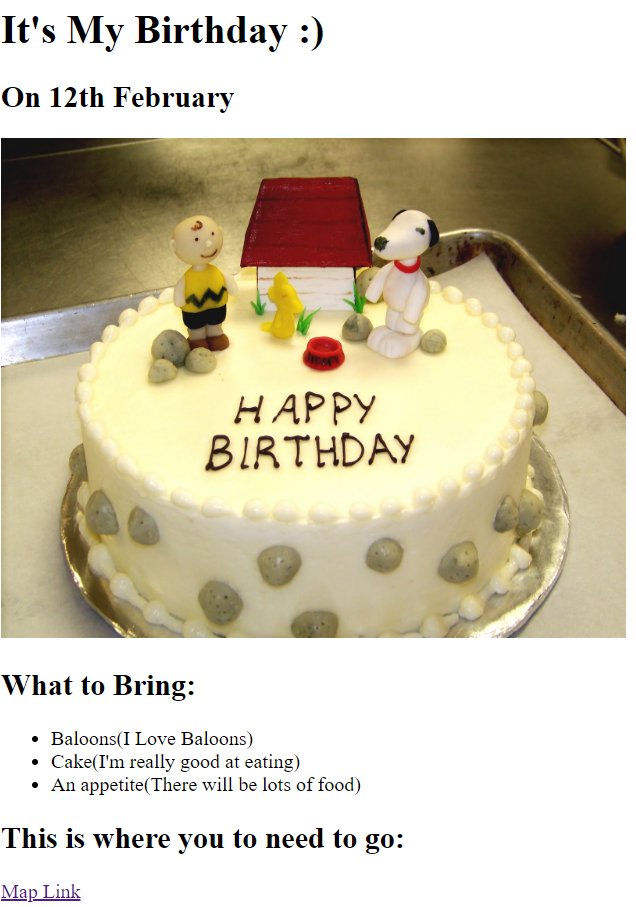 It's My Birthday :)
On 12th February
HAPPY
BIRTHDAY
What to Bring:
Baloons(I Love Baloons)
Cake(I'm really good at eating)
An appetite(There will be lots of food)
This is where you to need to go:
Map Link